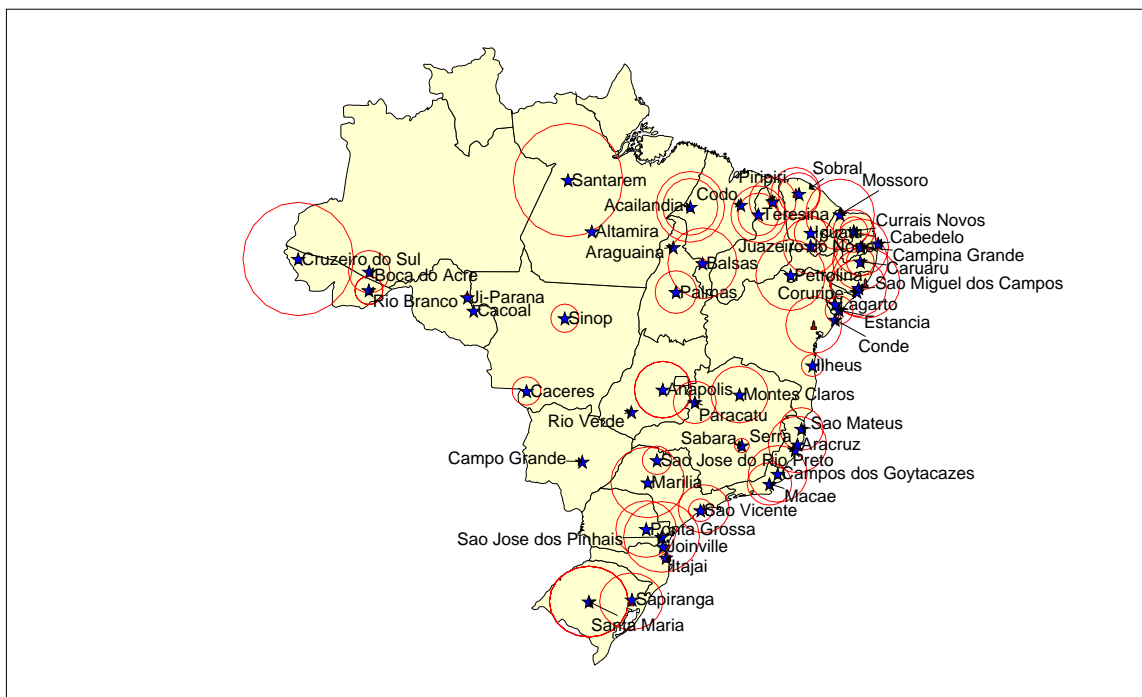 Sobral
Piripiri
Mossoro
Santarem
Codo
Acailandia
Teresina
Currais Novos
Altamira
Iguatu
Cabedelo
Araguaina
Juazeiro do Norte
Campina Grande
Cruzeiro do Sul
Balsas
Caruaru
Boca do Acre
Petrolina
Sao Miguel dos Campos
Palmas
Coruripe
Rio Branco
Ji-Parana
Lagarto
Cacoal
Sinop
Estancia
Conde
Ilheus
Caceres
Anapolis
Montes Claros
Paracatu
Rio Verde
Sao Mateus
Sabara
Serra
Aracruz
Campo Grande
Sao Jose do Rio Preto
Campos dos Goytacazes
Marilia
Macae
Sao Vicente
Ponta Grossa
Sao Jose dos Pinhais
Joinville
Itajai
Sapiranga
Santa Maria